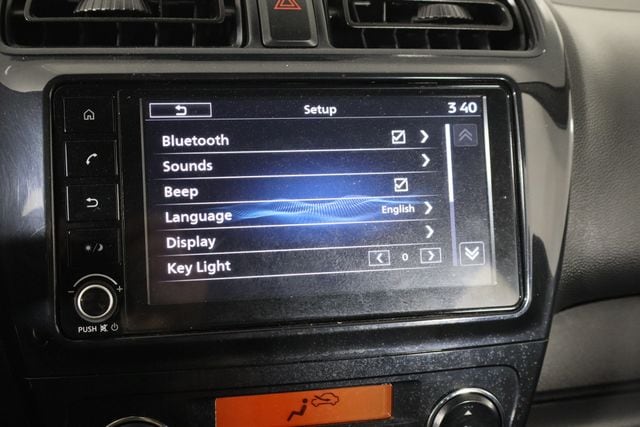 Setup 3 40
Bluetooth
Sounds
Beep
Language English
Display
Key Light 0
PUSH